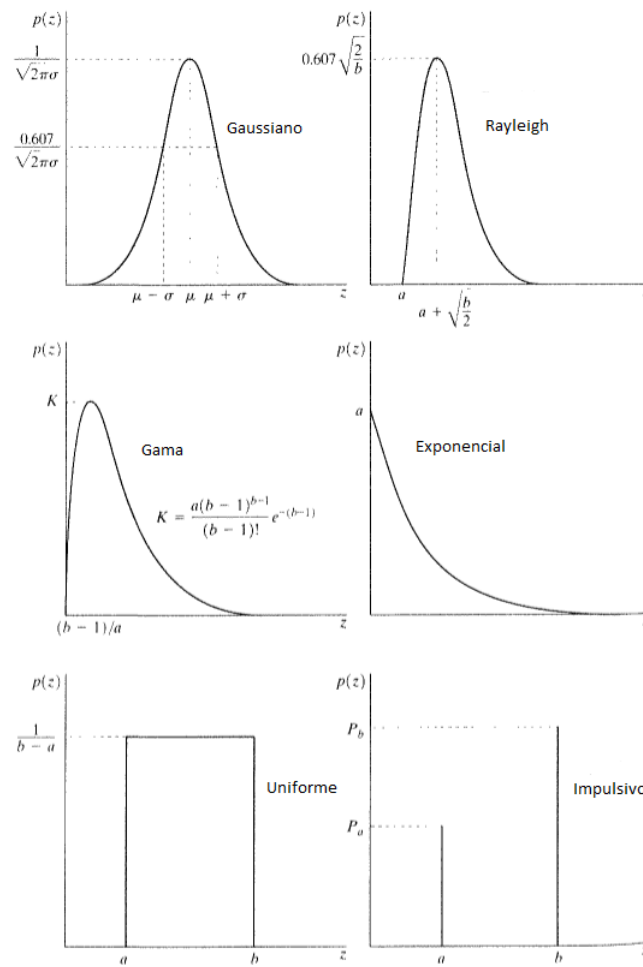 p(z)
1
√2πσ
0.607
√2πσ
Gaussiano
μ − σ μ μ + σ
z
p(z)
0.607 √2/b
Rayleigh
a
a + √b/2
p(z)
K
Gama
K = a(b − 1)^b−1 / (b − 1)! e^−(b−1)
(b − 1)/a
z
p(z)
a
Exponencial
p(z)
1
b − a
Uniforme
a b z
p(z)
P_b
Impulsivo
P_a
a b